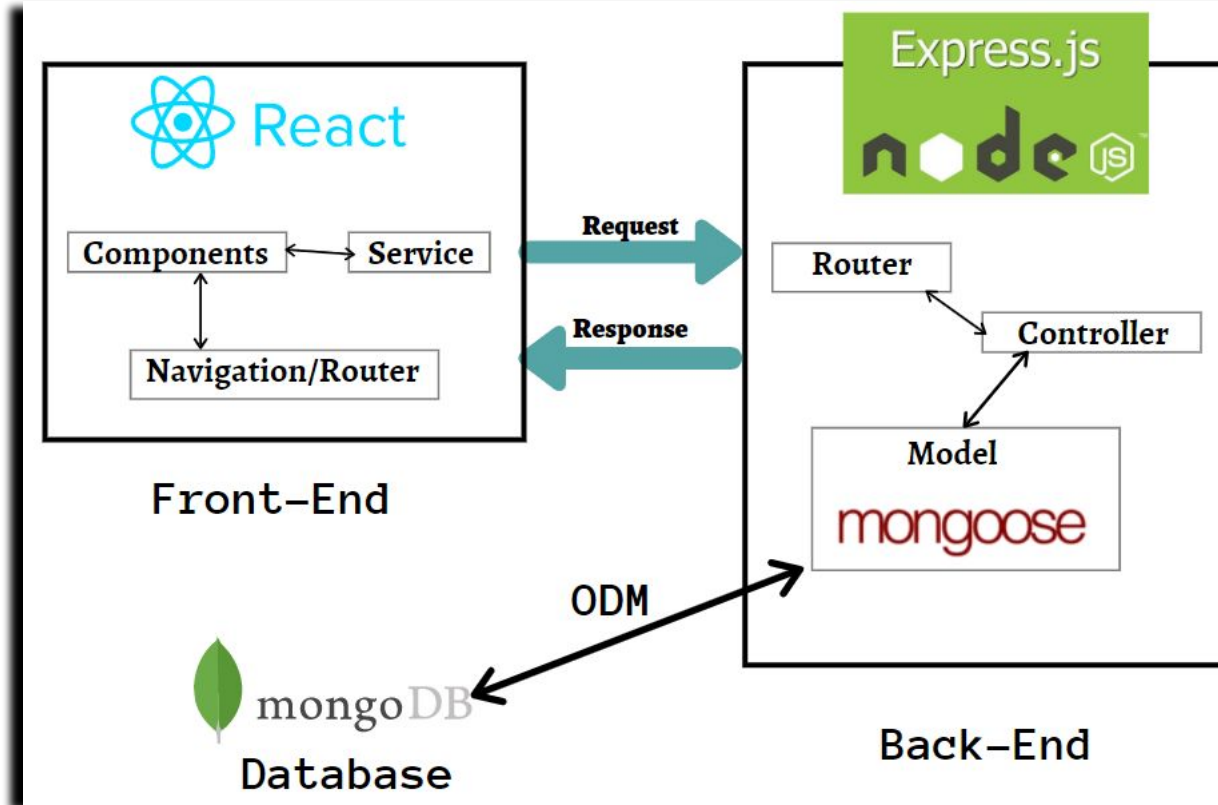 React
Components
Service
Navigation/Router
Front-End
Request
Response
Express.js
node
JS
™
Router
Controller
Model
mongoose
ODM
mongoDB
Database
Back-End